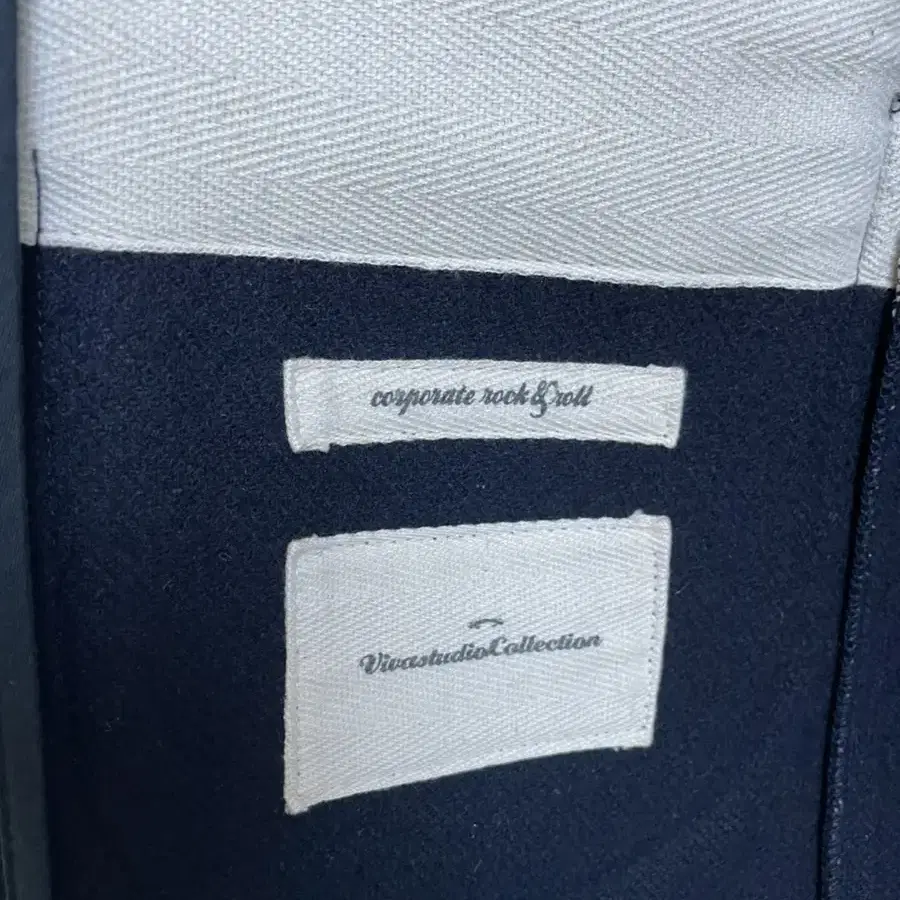 corporate rock & roll
VivastudioCollection